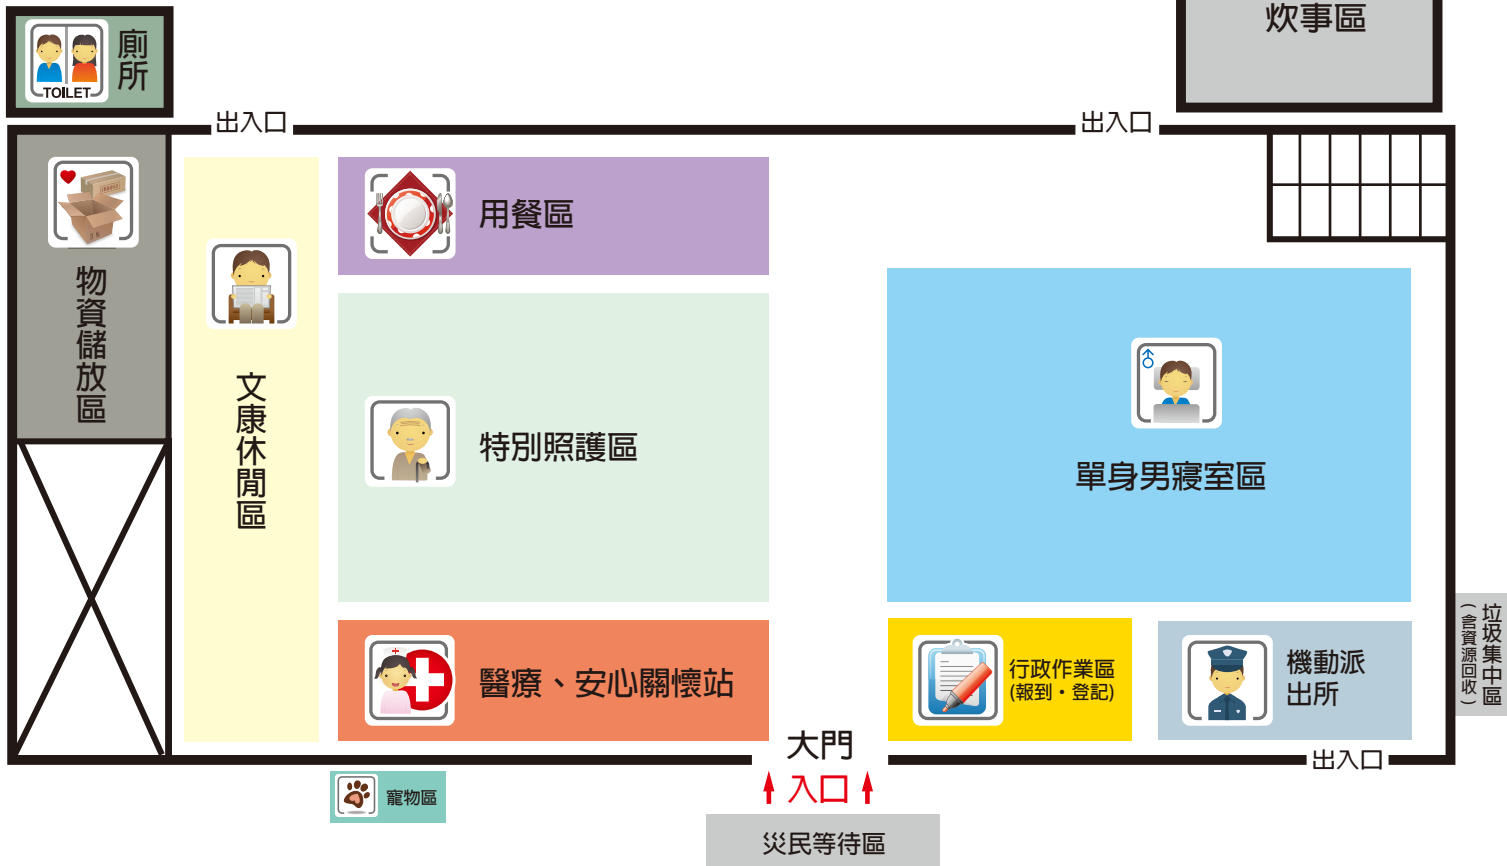 炊事區
廁所
TOILET
出入口
出入口
物資儲放區
文康休閒區
用餐區
特別照護區
單身男寢室區
醫療、安心關懷站
行政作業區
(報到・登記)
機動派
出所
垃圾集中區
(含資源回收)
大門
入口
出入口
寵物區
災民等待區